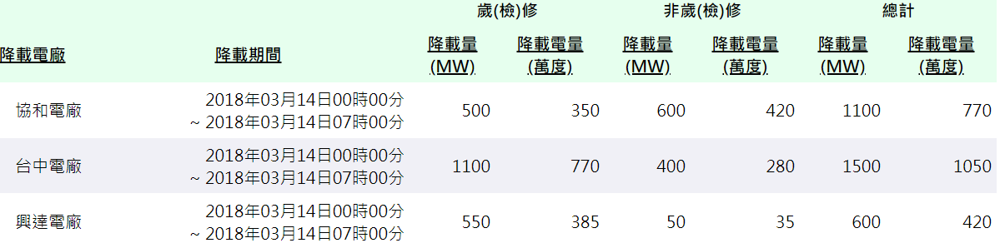 歲(檢)修 非歲(檢)修 總計
降載電廠 降載期間 降載量 (MW) 降載電量 (萬度) 降載量 (MW) 降載電量 (萬度) 降載量 (MW) 降載電量 (萬度)
協和電廠 2018年03月14日00時00分 500 350 600 420 1100 770
~ 2018年03月14日07時00分
台中電廠 2018年03月14日00時00分 1100 770 400 280 1500 1050
~ 2018年03月14日07時00分
興達電廠 2018年03月14日00時00分 550 385 50 35 600 420
~ 2018年03月14日07時00分